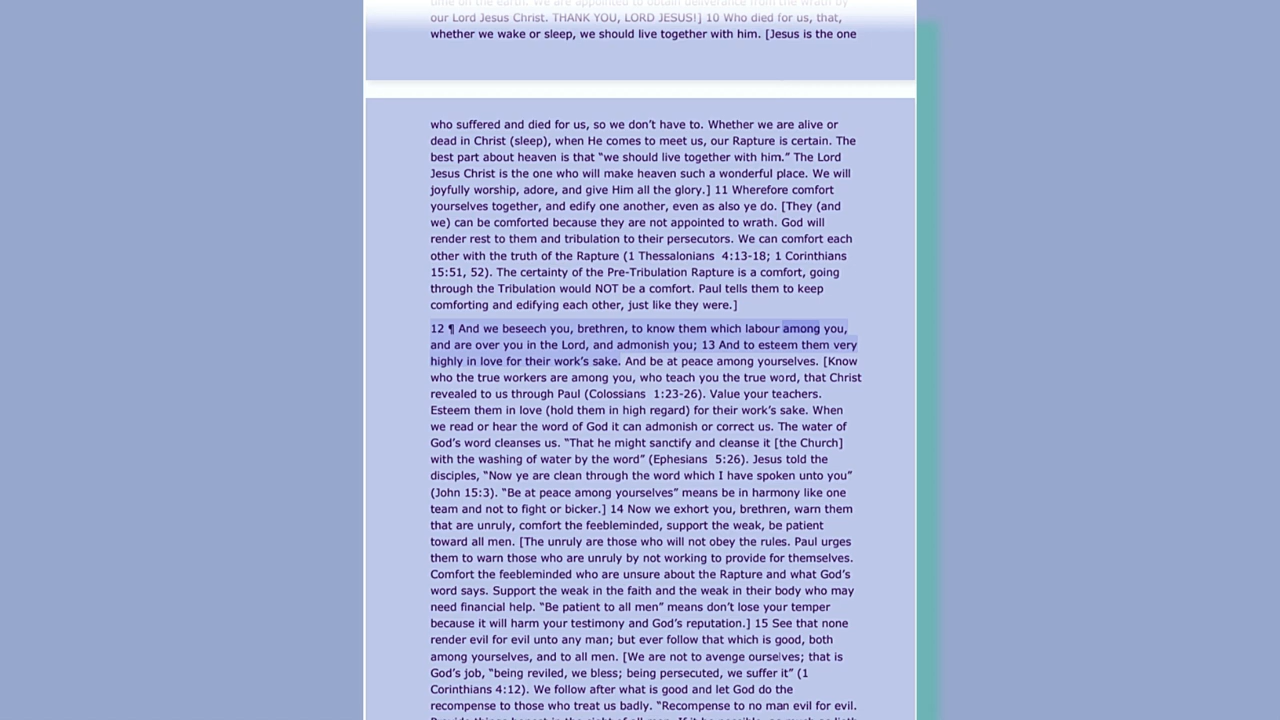 time on the earth. We are appointed to obtain deliverance from the wrath by
our Lord Jesus Christ. THANK YOU, LORD JESUS!] 10 Who died for us, that,
whether we wake or sleep, we should live together with him. [Jesus is the one
who suffered and died for us, so we don’t have to. Whether we are alive or
dead in Christ (sleep), when He comes to meet us, our Rapture is certain. The
best part about heaven is that “we should live together with him.” The Lord
Jesus Christ is the one who will make heaven such a wonderful place. We will
joyfully worship, adore, and give Him all the glory.] 11 Wherefore comfort
yourselves together, and edify one another, even as also ye do. [They (and
we) can be comforted because they are not appointed to wrath. God will
render rest to them and tribulation to their persecutors. We can comfort each
other with the truth of the Rapture (1 Thessalonians 4:13-18; 1 Corinthians
15:51, 52). The certainty of the Pre-Tribulation Rapture is a comfort, going
through the Tribulation would NOT be a comfort. Paul tells them to keep
comforting and edifying each other, just like they were.]
12 ¶ And we beseech you, brethren, to know them which labour among you,
and are over you in the Lord, and admonish you; 13 And to esteem them very
highly in love for their work’s sake. And be at peace among yourselves. [Know
who the true workers are among you, who teach you the true word, that Christ
revealed to us through Paul (Colossians 1:23-26). Value your teachers.
Esteem them in love (hold them in high regard) for their work’s sake. When
we read or hear the word of God it can admonish or correct us. The water of
God’s word cleanses us. “That he might sanctify and cleanse it [the Church]
with the washing of water by the word” (Ephesians 5:26). Jesus told the
disciples, “Now ye are clean through the word which I have spoken unto you”
(John 15:3). “Be at peace among yourselves” means be in harmony like one
team and not to fight or bicker.] 14 Now we exhort you, brethren, warn them
that are unruly, comfort the feebleminded, support the weak, be patient
toward all men. [The unruly are those who will not obey the rules. Paul urges
them to warn those who are unruly by not working to provide for themselves.
Comfort the feebleminded who are unsure about the Rapture and what God’s
word says. Support the weak in the faith and the weak in their body who may
need financial help. “Be patient to all men” means don’t lose your temper
because it will harm your testimony and God’s reputation.] 15 See that none
render evil for evil unto any man; but ever follow that which is good, both
among yourselves, and to all men. [We are not to avenge ourselves; that is
God’s job, “being reviled, we bless; being persecuted, we suffer it” (1
Corinthians 4:12). We follow after what is good and let God do the
recompense to those who treat us badly. “Recompense to no man evil for evil.